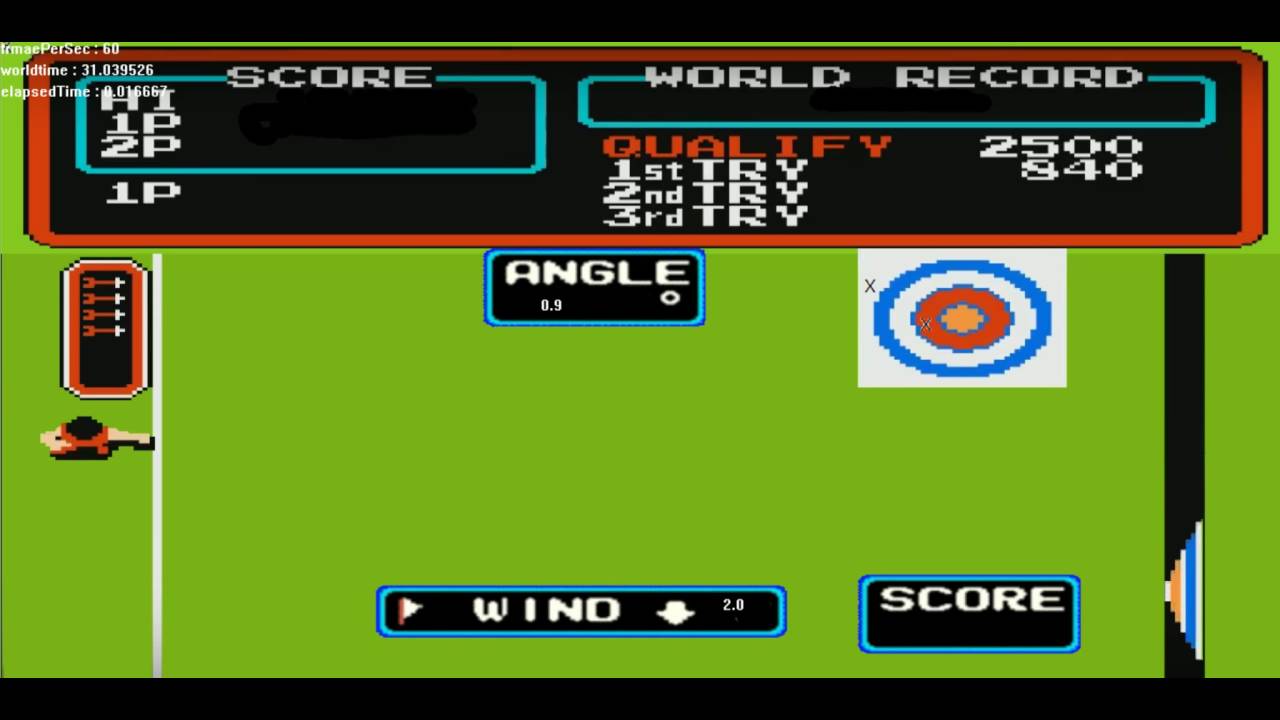 frmaePerSec : 60
worldtime : 31.039526
elapsedTime : 0.016667
SCORE
HI
1P
2P
1P
WORLD RECORD
QUALIFY 2500
1st TRY 840
2nd TRY
3rd TRY
ANGLE
0.9 °
X
X
WIND 2.0
SCORE